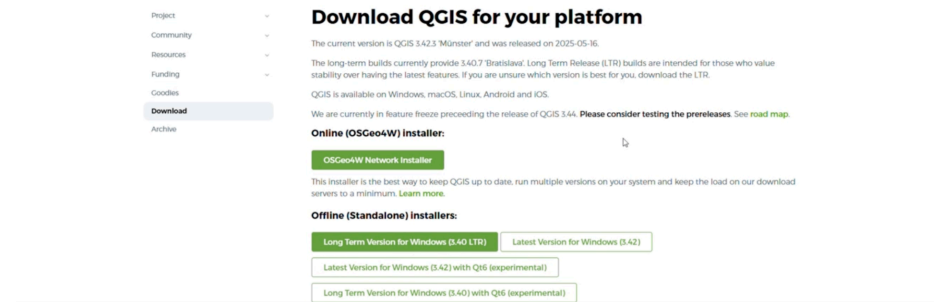 Project
Community
Resources
Funding
Goodies
Download
Archive
Download QGIS for your platform
The current version is QGIS 3.42.3 'Münster' and was released on 2025-05-16.
The long-term builds currently provide 3.40.7 'Bratislava'. Long Term Release (LTR) builds are intended for those who value
stability over having the latest features. If you are unsure which version is best for you, download the LTR.
QGIS is available on Windows, macOS, Linux, Android and iOS.
We are currently in feature freeze preceeding the release of QGIS 3.44. Please consider testing the prereleases. See road map.
Online (OSGeo4W) installer:
OSGeo4W Network Installer
This installer is the best way to keep QGIS up to date, run multiple versions on your system and keep the load on our download
servers to a minimum. Learn more.
Offline (Standalone) installers:
Long Term Version for Windows (3.40 LTR)
Latest Version for Windows (3.42)
Latest Version for Windows (3.42) with Qt6 (experimental)
Long Term Version for Windows (3.40) with Qt6 (experimental)